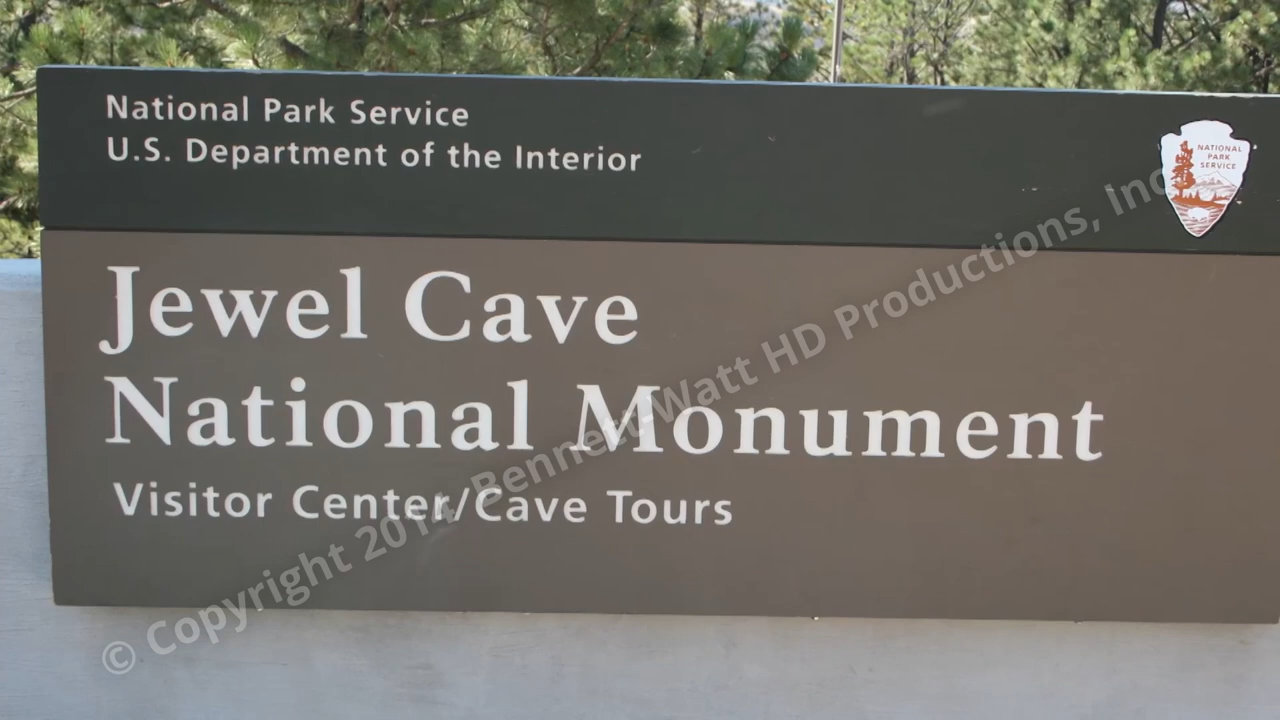 National Park Service
U.S. Department of the Interior
NATIONAL
PARK
SERVICE
Jewel Cave
National Monument
Visitor Center/Cave Tours
© Copyright 2014, Bennett-Watt HD Productions, Inc.